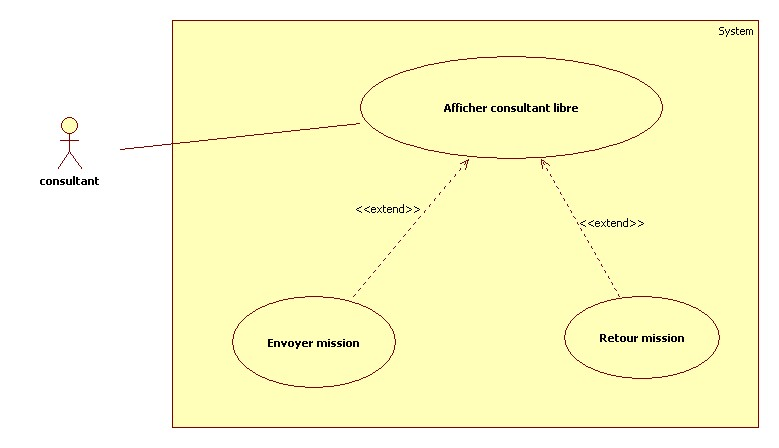 System
Afficher consultant libre
consultant
<<extend>>
<<extend>>
Envoyer mission
Retour mission